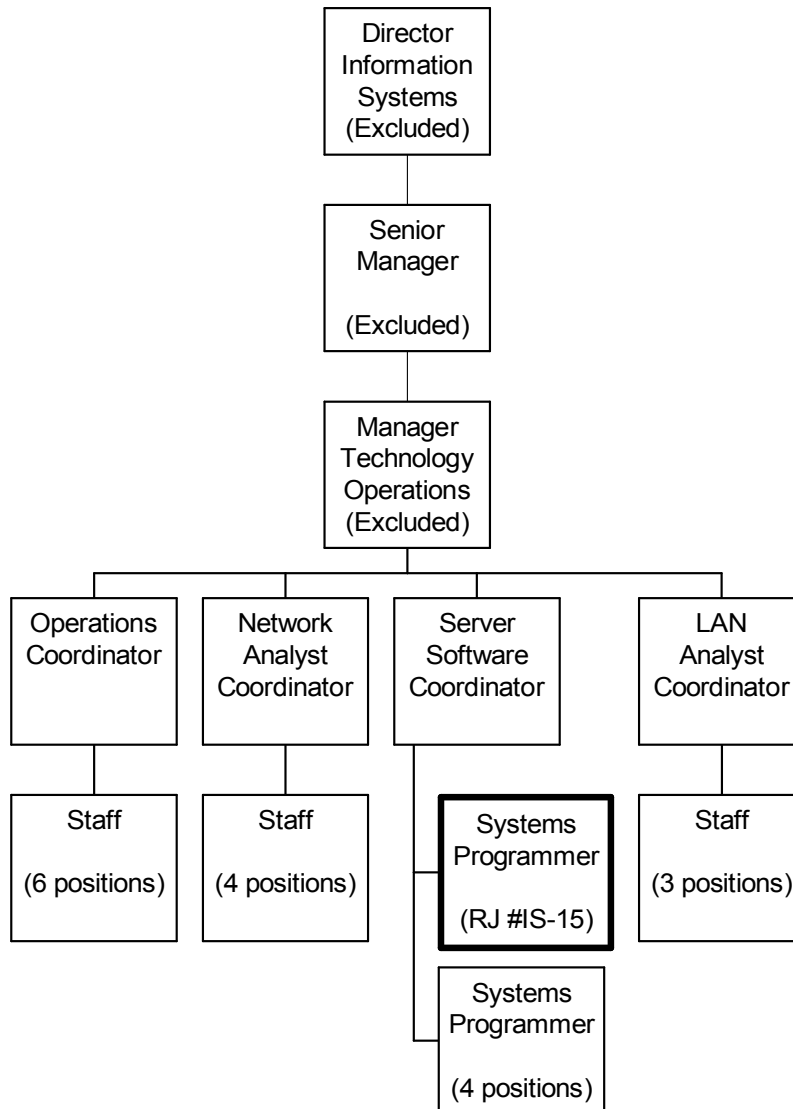 Director
Information
Systems
(Excluded)
Senior
Manager
(Excluded)
Manager
Technology
Operations
(Excluded)
Operations
Coordinator
Network
Analyst
Coordinator
Server
Software
Coordinator
LAN
Analyst
Coordinator
Staff
(6 positions)
Staff
(4 positions)
Systems
Programmer
(RJ #IS-15)
Staff
(3 positions)
Systems
Programmer
(4 positions)